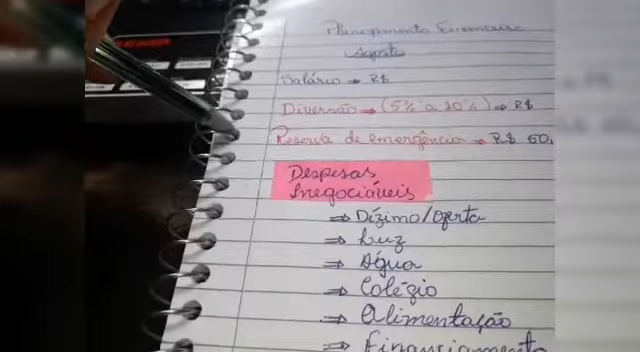 Planejamento Financeiro
Agosto
Salário → R$
Diversão → (5% a 10%) → R$
Reserva de emergência → R$ 60,
Despesas
Inegociáveis
⇒ Dízimo/Oferta
⇒ Luz
⇒ Água
⇒ Colégio
⇒ Alimentação
⇒ Financiamento